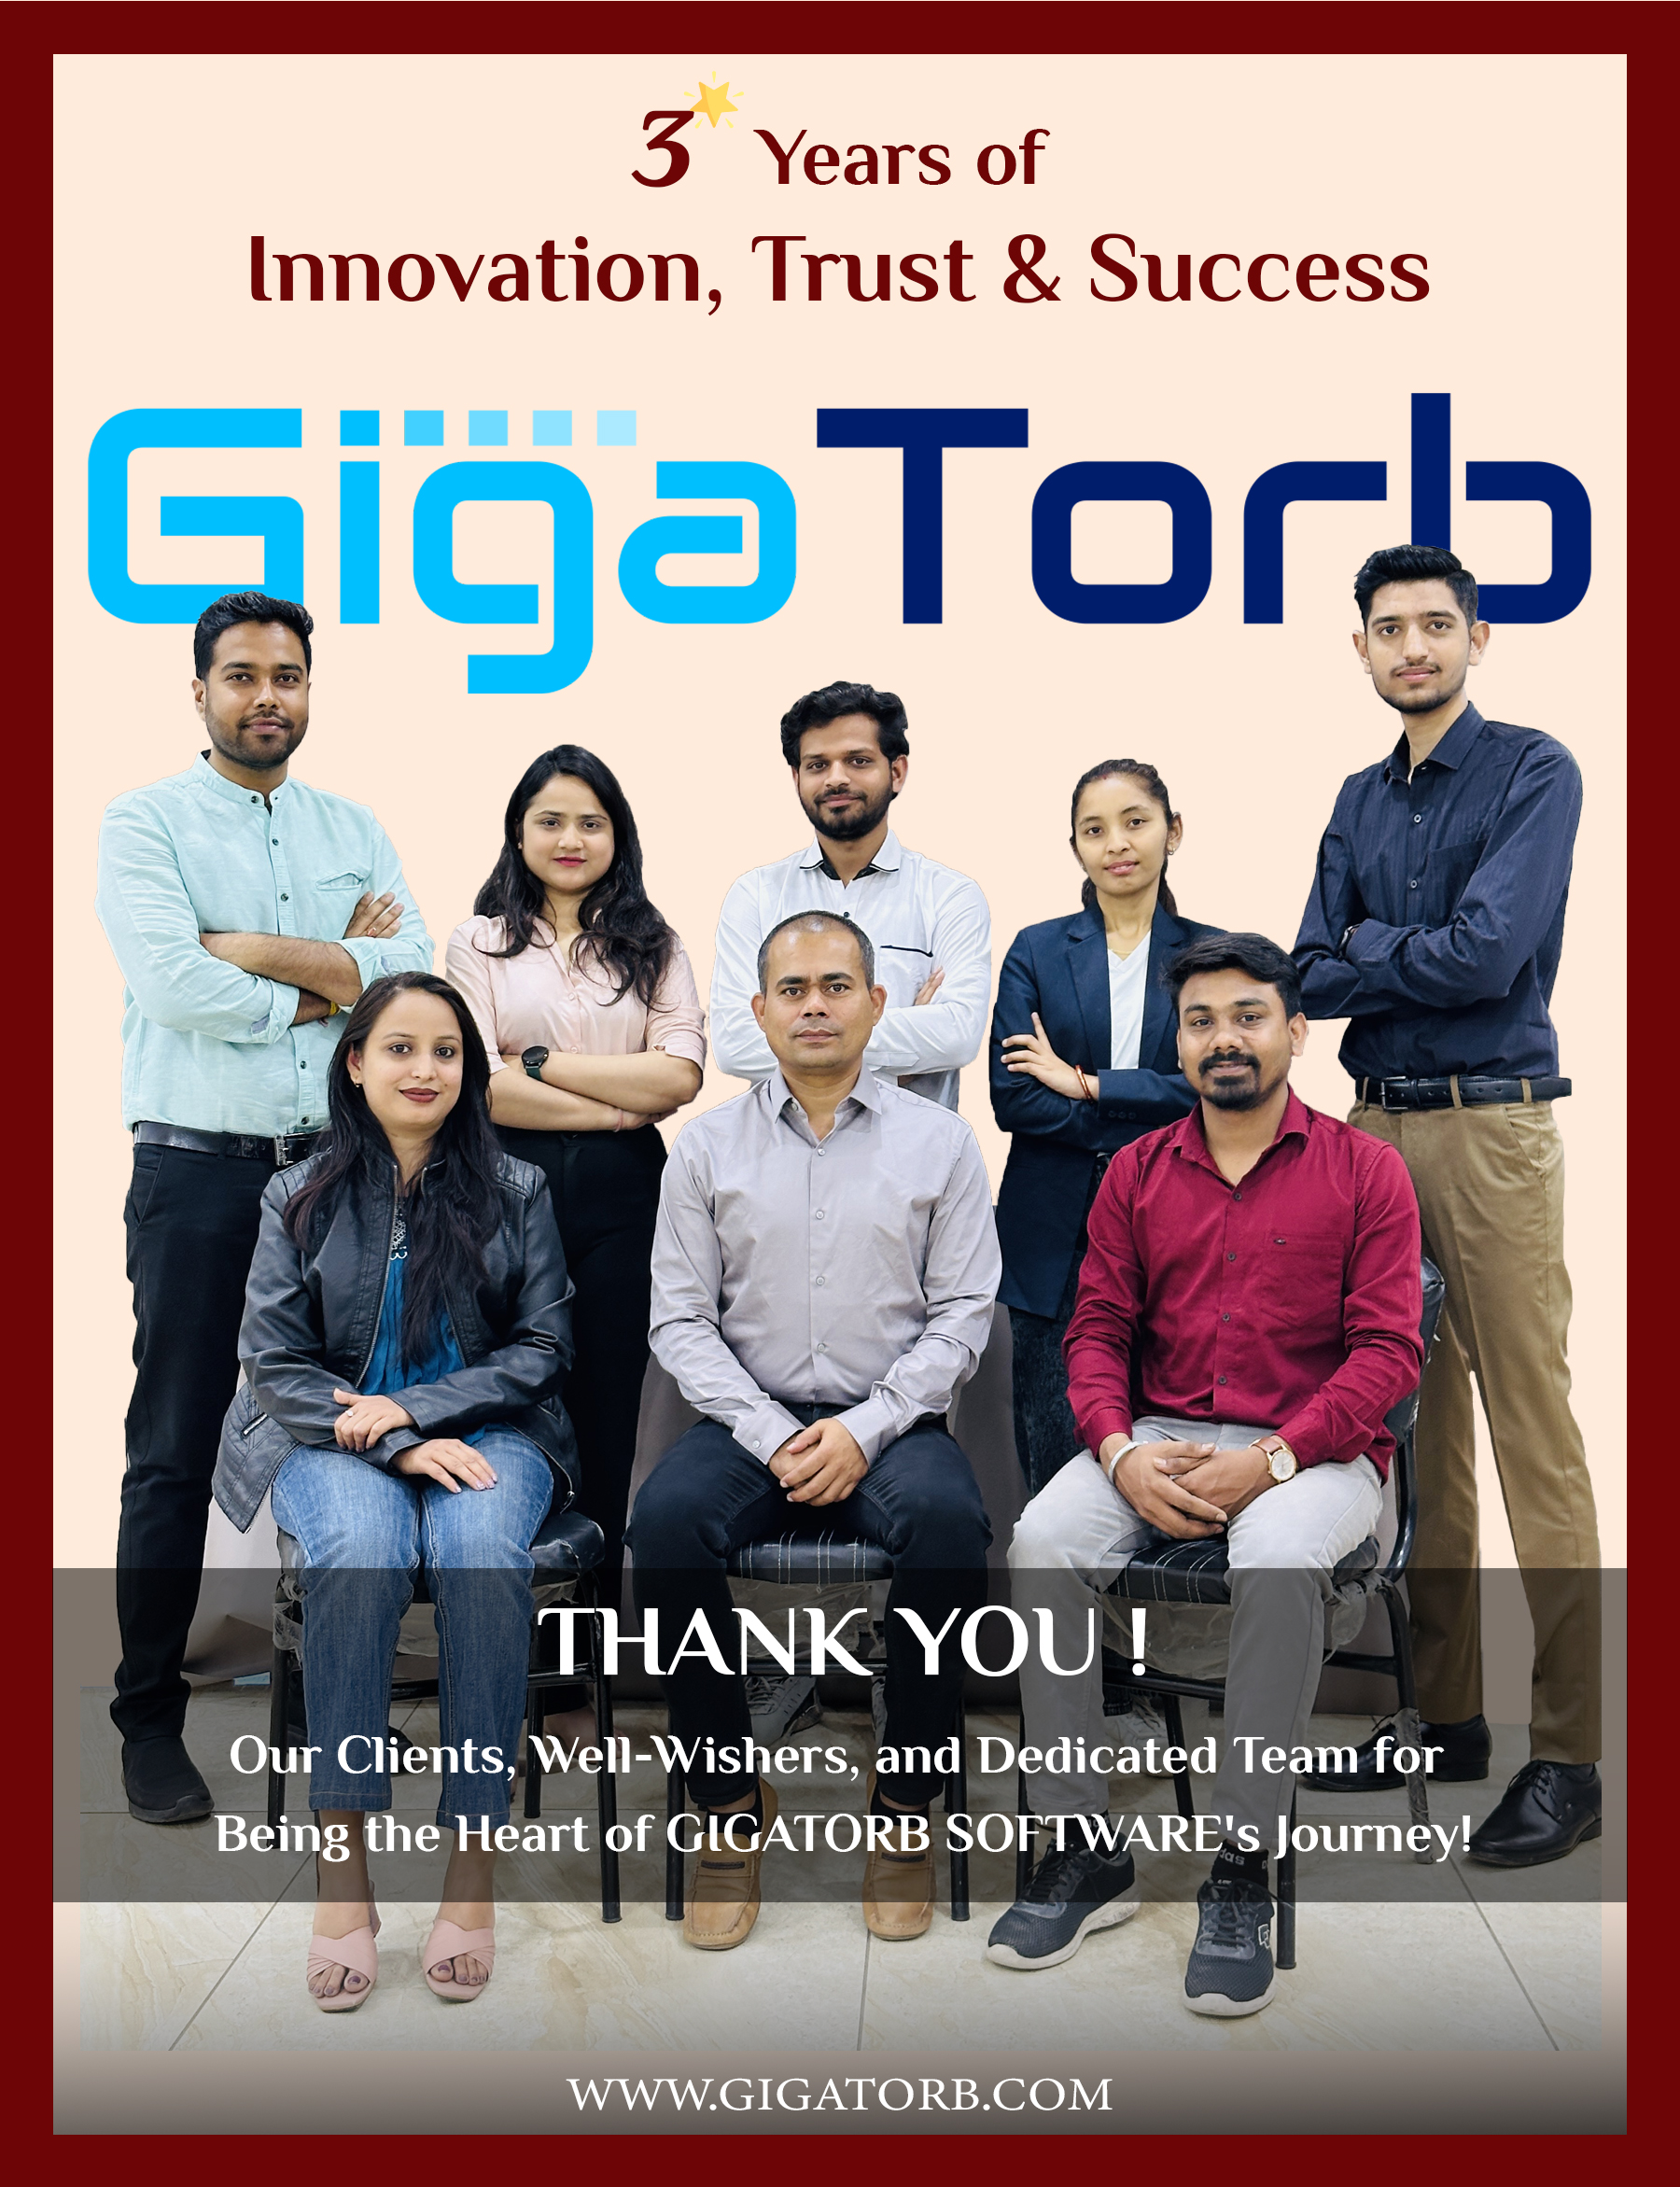 3 Years of
Innovation, Trust & Success
GigaTorb
THANK YOU !
Our Clients, Well-Wishers, and Dedicated Team for
Being the Heart of GIGATORB SOFTWARE's Journey!
WWW.GIGATORB.COM